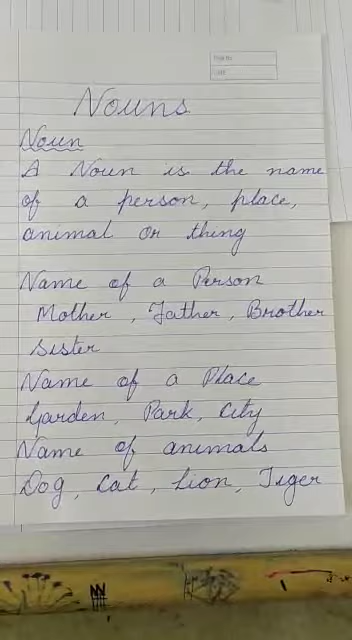 Nouns
Noun
A Noun is the name
of a person, place,
animal or thing
Name of a Person
Mother, Father, Brother
Sister
Name of a Place
Garden, Park, City
Name of animals
Dog, Cat, Lion, Tiger